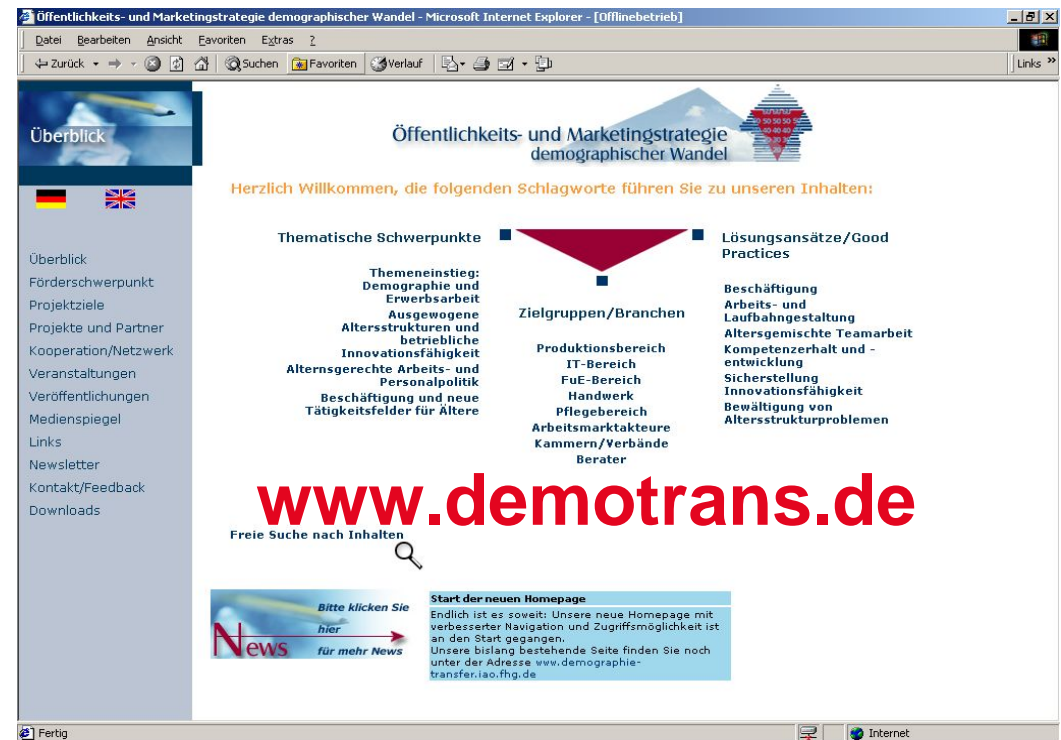 Öffentlichkeits- und Marketingstrategie demographischer Wandel - Microsoft Internet Explorer - [Offlinebetrieb]
Datei Bearbeiten Ansicht Favoriten Extras ?
Zurück Suchen Favoriten Verlauf Links »
Überblick
Öffentlichkeits- und Marketingstrategie
demographischer Wandel
Herzlich Willkommen, die folgenden Schlagworte führen Sie zu unseren Inhalten:
Überblick
Förderschwerpunkt
Projektziele
Projekte und Partner
Kooperation/Netzwerk
Veranstaltungen
Veröffentlichungen
Medienspiegel
Links
Newsletter
Kontakt/Feedback
Downloads
Thematische Schwerpunkte
Themeneinstieg:
Demographie und
Erwerbsarbeit
Ausgewogene
Altersstrukturen und
betriebliche
Innovationsfähigkeit
Alternsgerechte Arbeits- und
Personalpolitik
Beschäftigung und neue
Tätigkeitsfelder für Ältere
Zielgruppen/Branchen
Produktionsbereich
IT-Bereich
FuE-Bereich
Handwerk
Pflegebereich
Arbeitsmarktakteure
Kammern/Verbände
Berater
Lösungsansätze/Good
Practices
Beschäftigung
Arbeits- und
Laufbahngestaltung
Altersgemischte Teamarbeit
Kompetenzerhalt und -
entwicklung
Sicherstellung
Innovationsfähigkeit
Bewältigung von
Altersstrukturproblemen
www.demotrans.de
Freie Suche nach Inhalten
News
Bitte klicken Sie
hier
für mehr News
Start der neuen Homepage
Endlich ist es soweit: Unsere neue Homepage mit
verbesserter Navigation und Zugriffsmöglichkeit ist
an den Start gegangen.
Unsere bislang bestehende Seite finden Sie noch
unter der Adresse www.demographie-
transfer.iao.fhg.de
Fertig
Internet